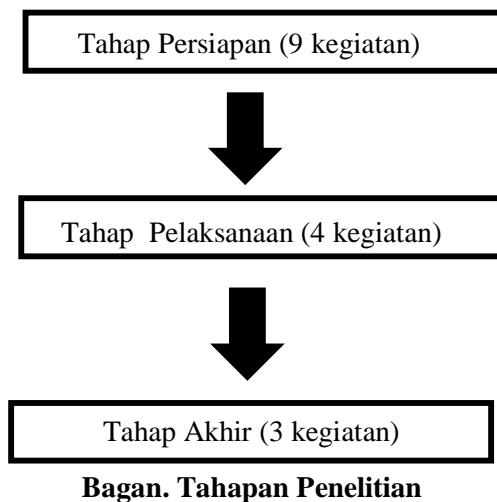 Tahap Persiapan (9 kegiatan)
Tahap Pelaksanaan (4 kegiatan)
Tahap Akhir (3 kegiatan)
Bagan. Tahapan Penelitian